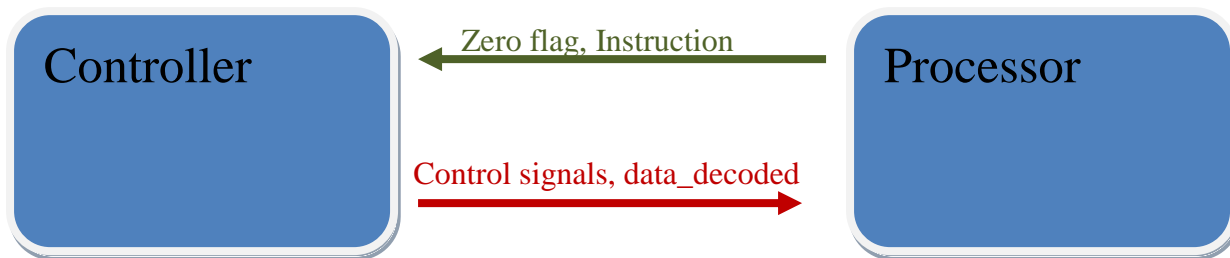 Controller
Zero flag, Instruction
Processor
Control signals, data_decoded